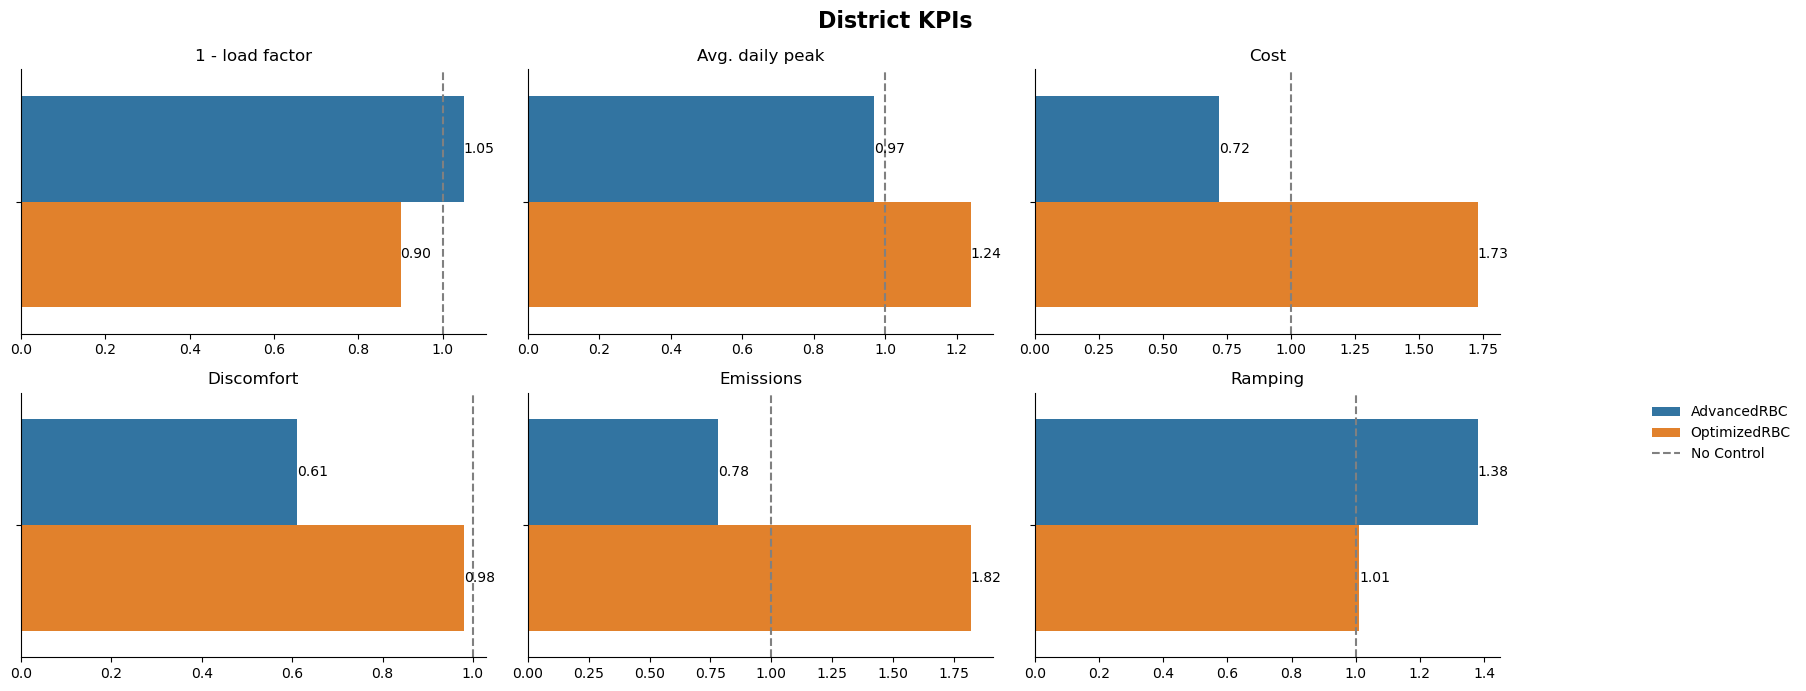 District KPIs
1 - load factor
Avg. daily peak
Cost
1.05
0.97
0.72
0.90
1.24
1.73
0.0 0.2 0.4 0.6 0.8 1.0
0.0 0.2 0.4 0.6 0.8 1.0 1.2
0.00 0.25 0.50 0.75 1.00 1.25 1.50 1.75
Discomfort
Emissions
Ramping
0.61
0.78
1.38
0.98
1.82
1.01
0.0 0.2 0.4 0.6 0.8 1.0
0.00 0.25 0.50 0.75 1.00 1.25 1.50 1.75
0.0 0.2 0.4 0.6 0.8 1.0 1.2 1.4
AdvancedRBC
OptimizedRBC
No Control